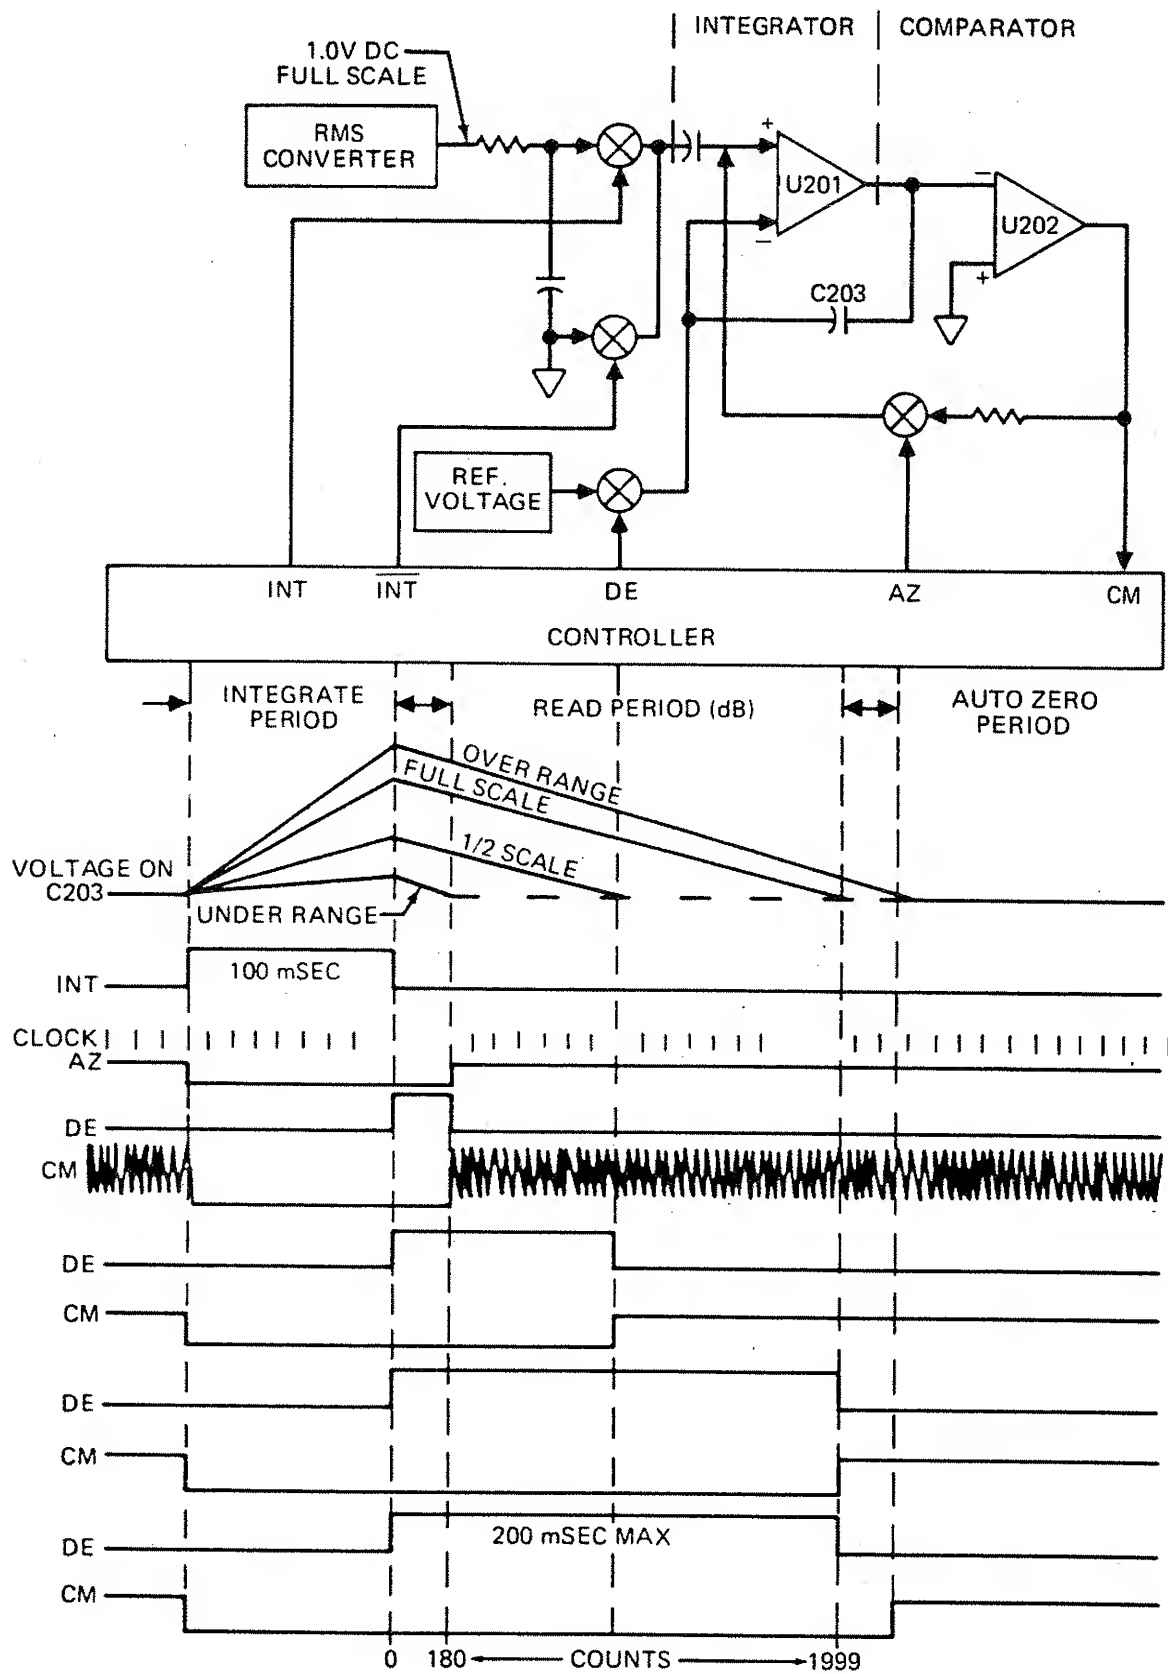 INTEGRATOR
COMPARATOR
1.0V DC
FULL SCALE
RMS
CONVERTER
+
U201
−
−
U202
+
C203
REF.
VOLTAGE
INT
INT
DE
AZ
CM
CONTROLLER
INTEGRATE
PERIOD
READ PERIOD (dB)
AUTO ZERO
PERIOD
OVER RANGE
FULL SCALE
1/2 SCALE
VOLTAGE ON
C203
UNDER RANGE
100 mSEC
INT
CLOCK
AZ
DE
CM
DE
CM
DE
CM
200 mSEC MAX
DE
CM
0 180 COUNTS 1999